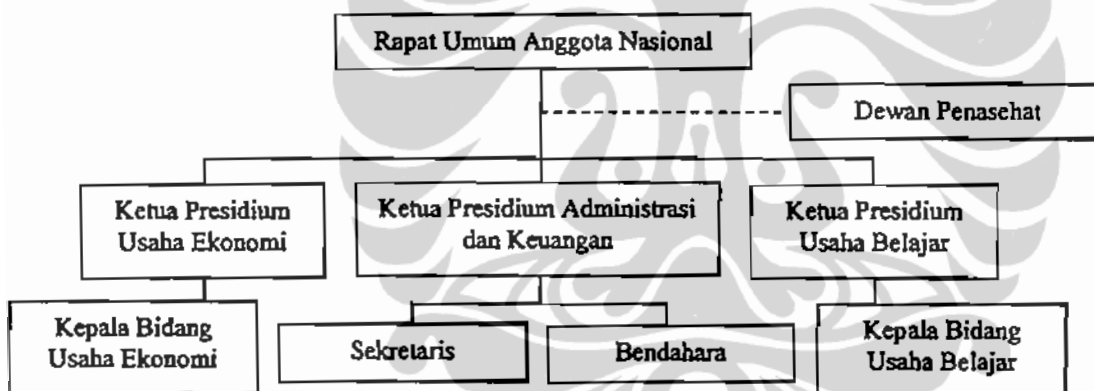 Rapat Umum Anggota Nasional
Dewan Penasehat
Ketua Presidium
Usaha Ekonomi
Ketua Presidium Administrasi
dan Keuangan
Ketua Presidium
Usaha Belajar
Kepala Bidang
Usaha Ekonomi
Sekretaris
Bendahara
Kepala Bidang
Usaha Belajar